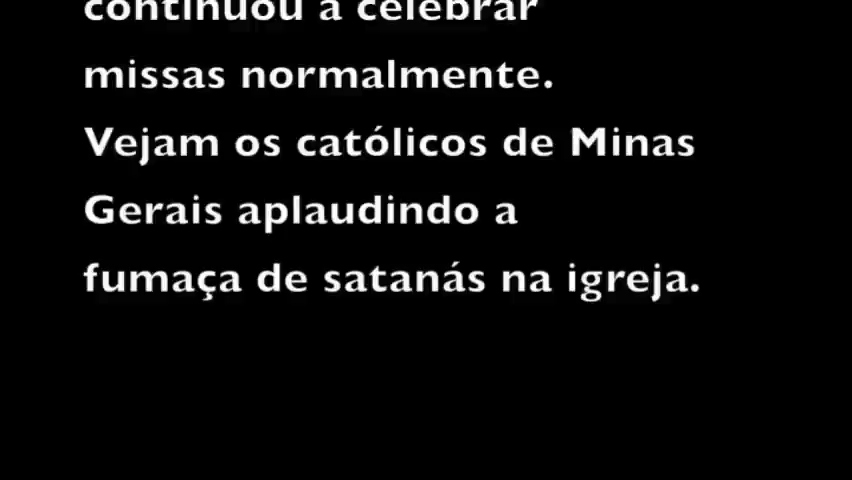 continuou a celebrar
missas normalmente.
Vejam os católicos de Minas
Gerais aplaudindo a
fumaça de satanás na igreja.